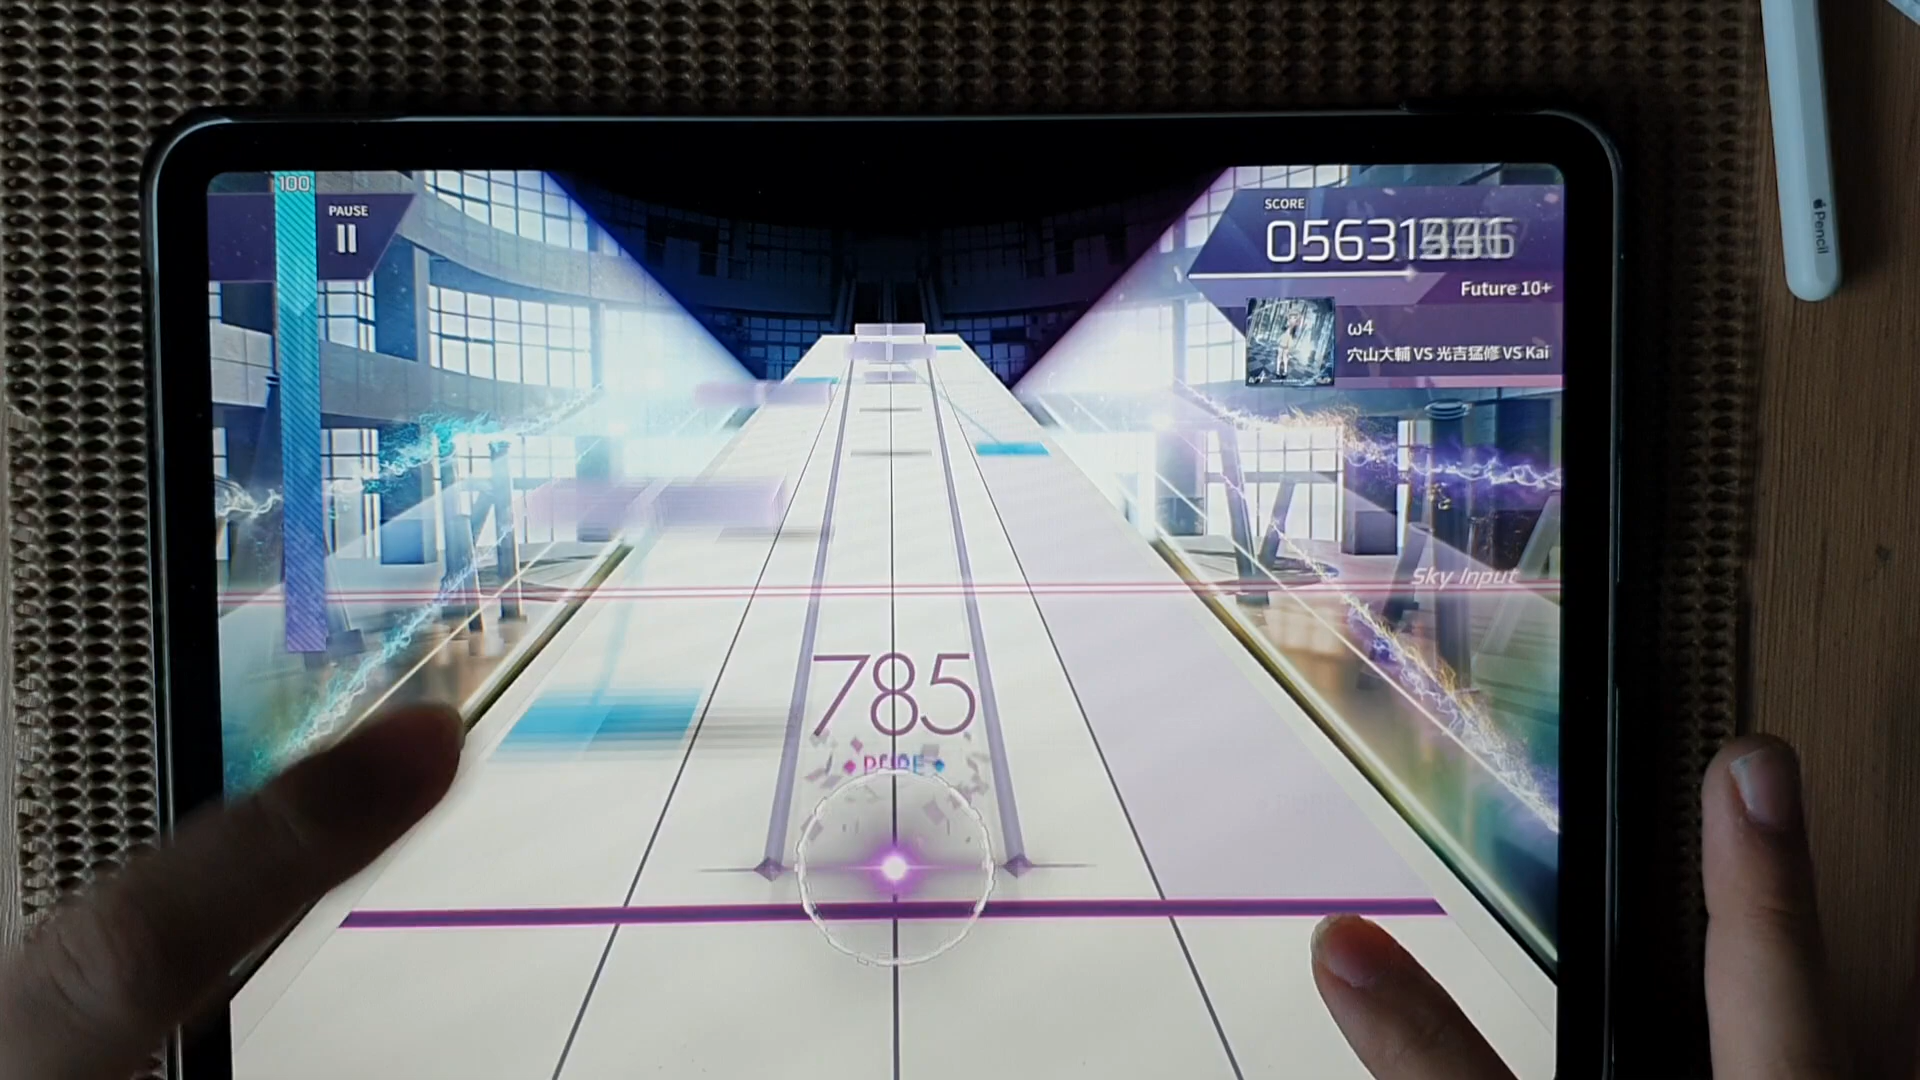 100
PAUSE
SCORE
Future 10+
ω4
穴山大輔 VS 光吉猛修 VS Kai
Sky Input
785
PURE
Pencil